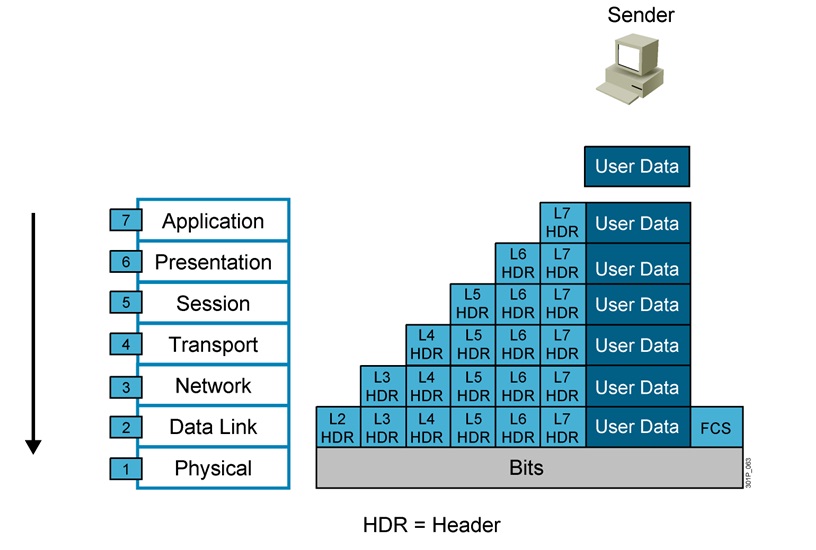 Sender
User Data
7 Application
L7 HDR User Data
6 Presentation
L6 HDR L7 HDR User Data
5 Session
L5 HDR L6 HDR L7 HDR User Data
4 Transport
L4 HDR L5 HDR L6 HDR L7 HDR User Data
3 Network
L3 HDR L4 HDR L5 HDR L6 HDR L7 HDR User Data
2 Data Link
L2 HDR L3 HDR L4 HDR L5 HDR L6 HDR L7 HDR User Data FCS
1 Physical
Bits
301P_063
HDR = Header